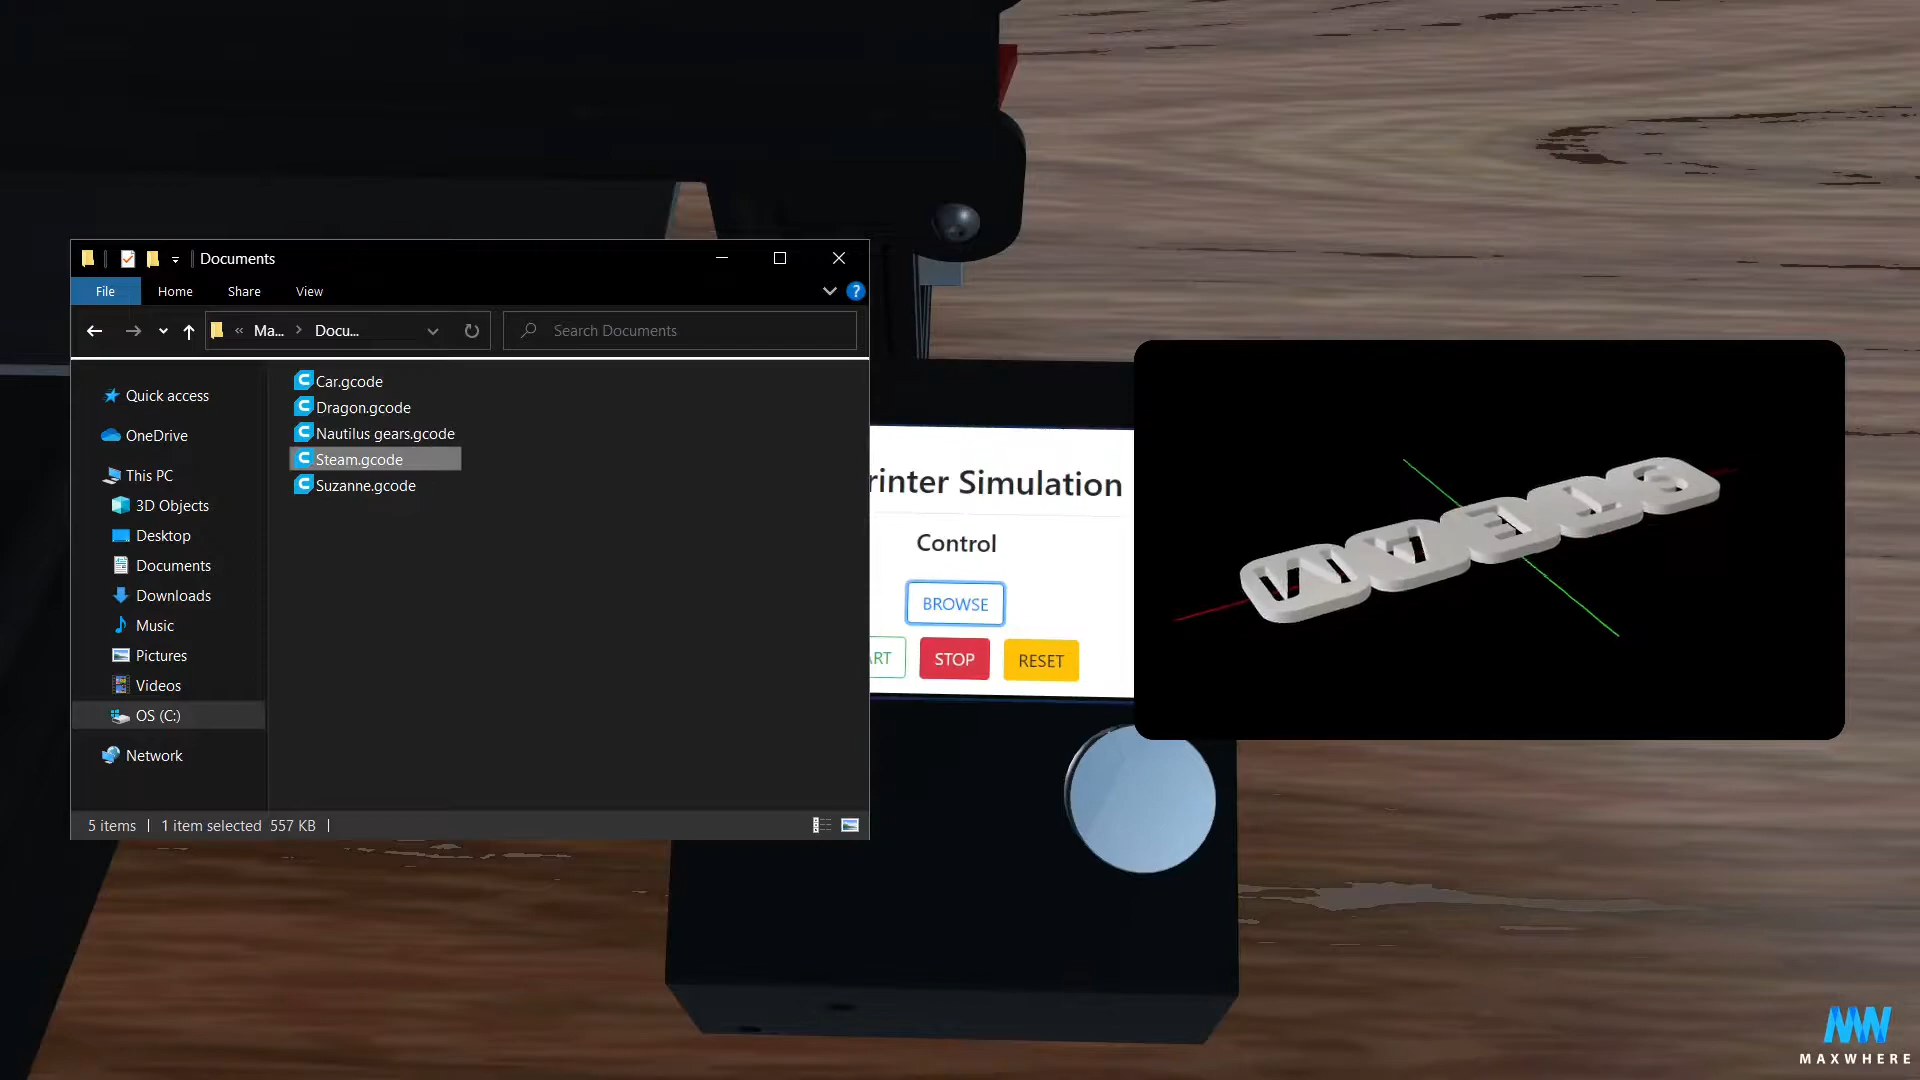 Documents
File Home Share View
« Ma... > Docu...
Search Documents
Quick access
OneDrive
This PC
3D Objects
Desktop
Documents
Downloads
Music
Pictures
Videos
OS (C:)
Network
Car.gcode
Dragon.gcode
Nautilus gears.gcode
Steam.gcode
Suzanne.gcode
5 items | 1 item selected 557 KB |
rinter Simulation
Control
BROWSE
ART STOP RESET
STEAM
MAXWHERE